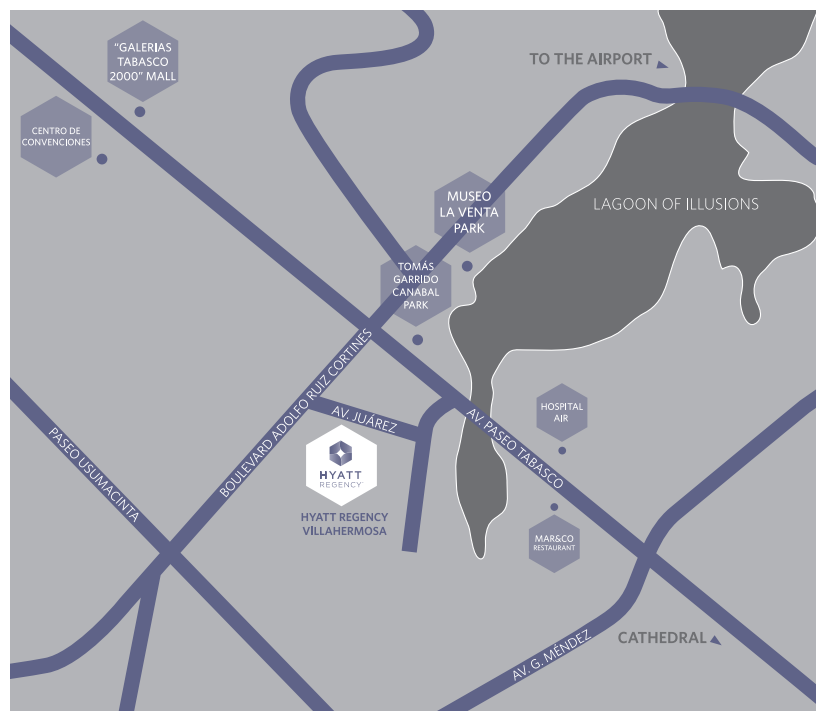 “GALERIAS
TABASCO
2000” MALL
TO THE AIRPORT
CENTRO DE
CONVENCIONES
MUSEO
LA VENTA
PARK
LAGOON OF ILLUSIONS
TOMÁS
GARRIDO
CANABAL
PARK
BOULEVARD ADOLFO RUIZ CORTINES
AV. JUÁREZ
AV. PASEO TABASCO
HOSPITAL
AIR
PASEO USUMACINTA
HYATT
REGENCY
HYATT REGENCY
VILLAHERMOSA
MAR&CO
RESTAURANT
AV. G. MÉNDEZ
CATHEDRAL